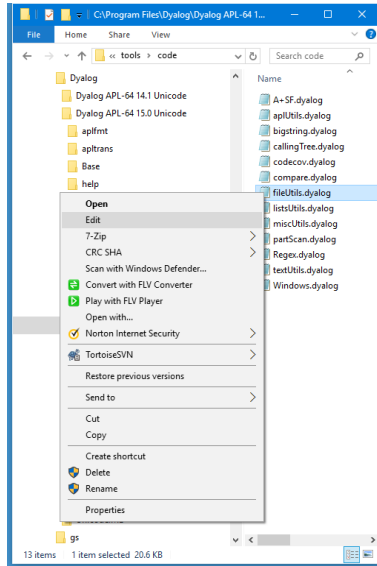 C:\Program Files\Dyalog\Dyalog APL-64 1...
File Home Share View
« tools › code
Search code
Dyalog
Dyalog APL-64 14.1 Unicode
Dyalog APL-64 15.0 Unicode
aplfmt
apltrans
Base
help
Open
Edit
7-Zip
CRC SHA
Scan with Windows Defender...
Convert with FLV Converter
Play with FLV Player
Open with...
Norton Internet Security
TortoiseSVN
Restore previous versions
Send to
Cut
Copy
Create shortcut
Delete
Rename
Properties
gs
Name
A+SF.dyalog
aplUtils.dyalog
bigstring.dyalog
callingTree.dyalog
codecov.dyalog
compare.dyalog
fileUtils.dyalog
listsUtils.dyalog
miscUtils.dyalog
partScan.dyalog
Regex.dyalog
textUtils.dyalog
Windows.dyalog
13 items 1 item selected 20.6 KB